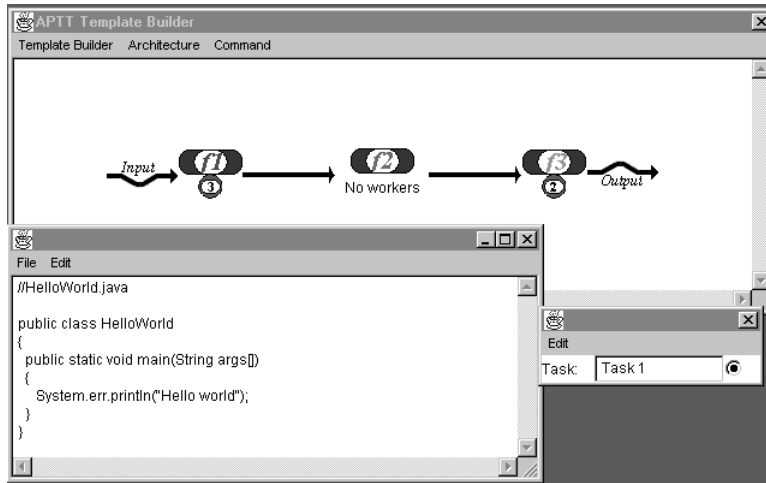 APTT Template Builder
Template Builder Architecture Command
Input f1 f2 f3 Output
3 No workers 2
File Edit
//HelloWorld.java
public class HelloWorld
{
public static void main(String args[])
{
System.err.println("Hello world");
}
}
Edit
Task: Task 1